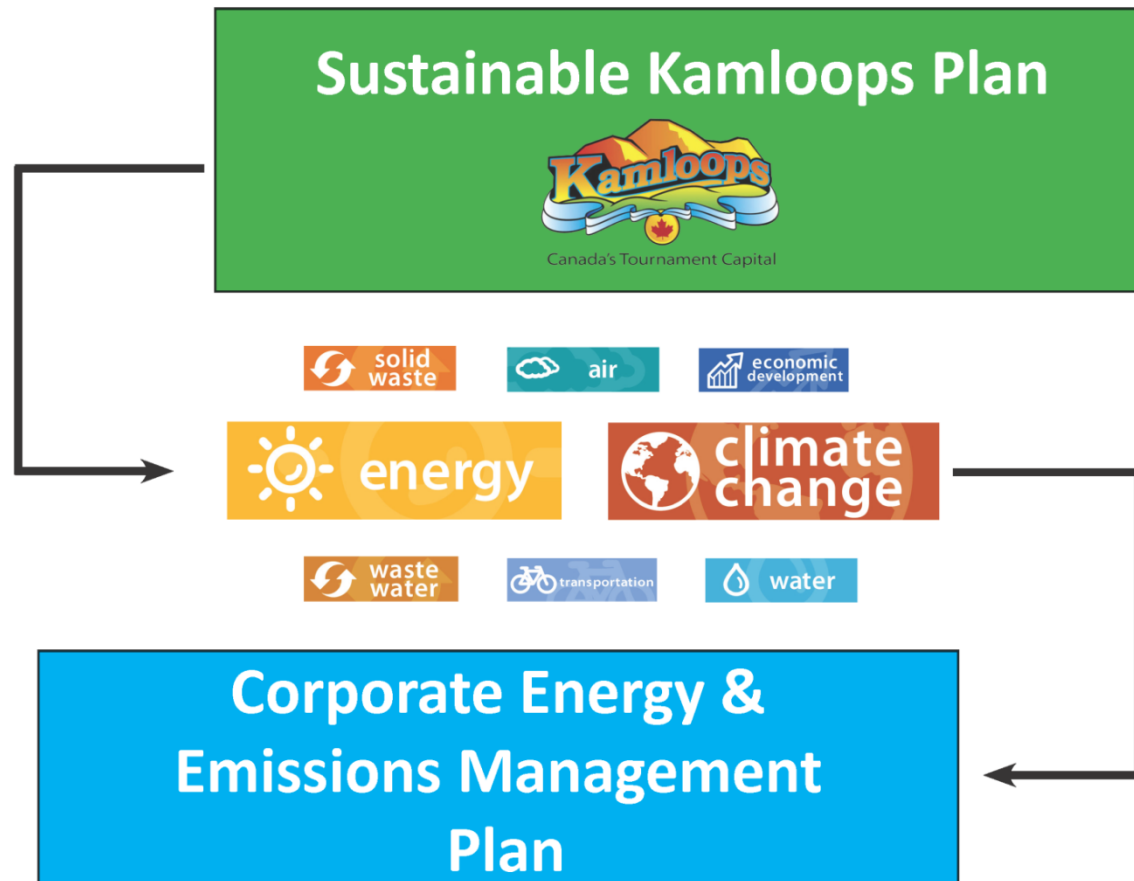 Sustainable Kamloops Plan
Kamloops
Canada's Tournament Capital
solid
waste
air
economic
development
energy
climate
change
waste
water
transportation
water
Corporate Energy &
Emissions Management
Plan